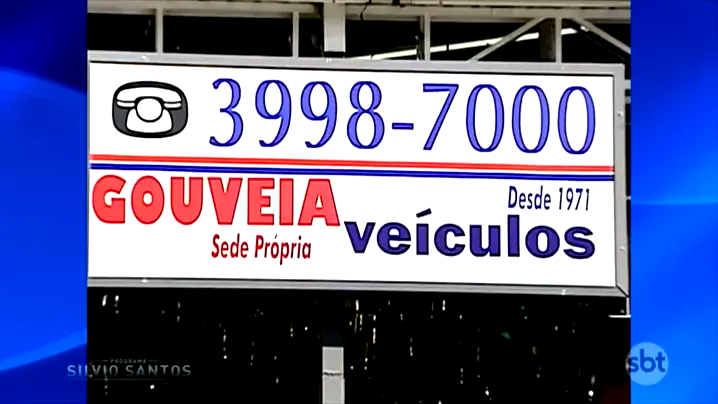 3998-7000
GOUVEIA
Desde 1971
veículos
Sede Própria
PROGRAMA
SILVIO SANTOS
sbt